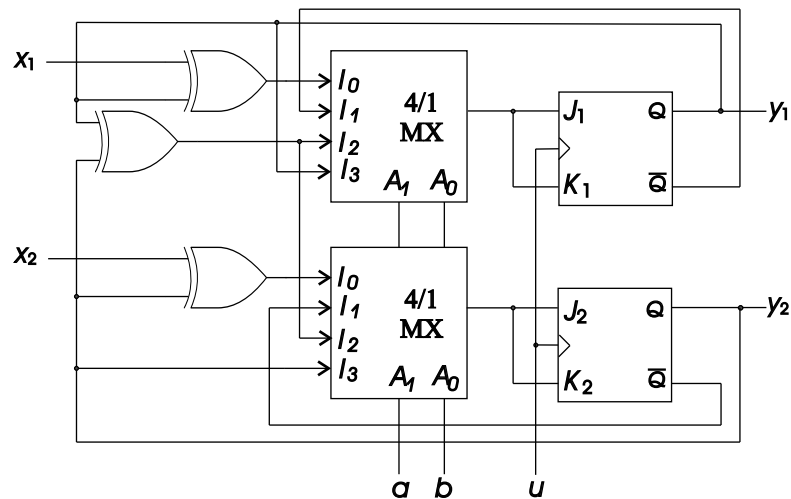 x1
I0
I1
I2
I3
4/1
MX
A1 A0
J1
K1
Q
Q̅
y1
x2
I0
I1
I2
I3
4/1
MX
A1 A0
J2
K2
Q
Q̅
y2
a b u